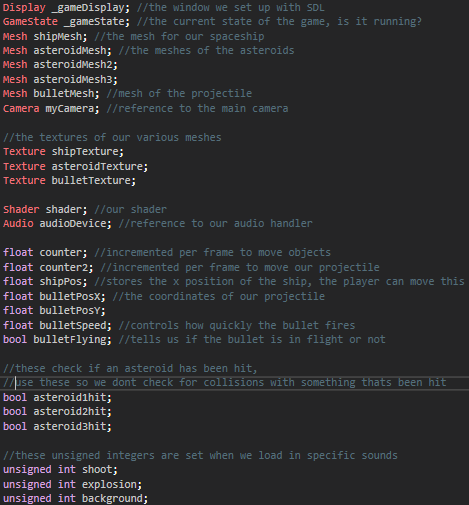 Display _gameDisplay; //the window we set up with SDL
GameState _gameState; //the current state of the game, is it running?
Mesh shipMesh; //the mesh for our spaceship
Mesh asteroidMesh; //the meshes of the asteroids
Mesh asteroidMesh2;
Mesh asteroidMesh3;
Mesh bulletMesh; //mesh of the projectile
Camera myCamera; //reference to the main camera
//the textures of our various meshes
Texture shipTexture;
Texture asteroidTexture;
Texture bulletTexture;
Shader shader; //our shader
Audio audioDevice; //reference to our audio handler
float counter; //incremented per frame to move objects
float counter2; //incremented per frame to move our projectile
float shipPos; //stores the x position of the ship, the player can move this
float bulletPosX; //the coordinates of our projectile
float bulletPosY;
float bulletSpeed; //controls how quickly the bullet fires
bool bulletFlying; //tells us if the bullet is in flight or not
//these check if an asteroid has been hit,
//use these so we dont check for collisions with something thats been hit
bool asteroid1hit;
bool asteroid2hit;
bool asteroid3hit;
//these unsigned integers are set when we load in specific sounds
unsigned int shoot;
unsigned int explosion;
unsigned int background;